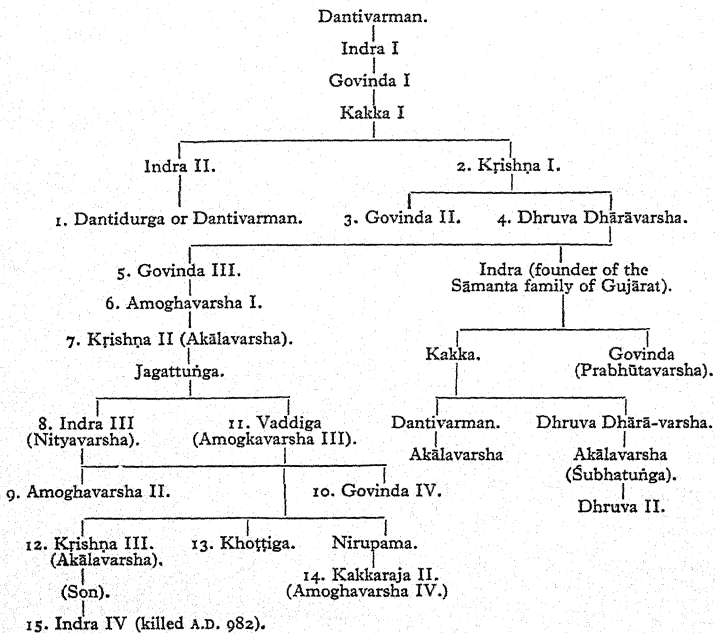 Dantivarman.
Indra I
Govinda I
Kakka I
Indra II.
2. Kṛishṇa I.
1. Dantidurga or Dantivarman.
3. Govinda II.
4. Dhruva Dhārāvarsha.
5. Govinda III.
Indra (founder of the
Sāmanta family of Gujārat).
6. Amoghavarsha I.
7. Kṛishṇa II (Akālavarsha).
Jagattuṅga.
Kakka.
Govinda
(Prabhūtavarsha).
8. Indra III
(Nityavarsha).
11. Vaddiga
(Amogkavarsha III).
Dantivarman.
Akālavarsha
Dhruva Dhārā-varsha.
Akālavarsha
(Śubhatuṅga).
Dhruva II.
9. Amoghavarsha II.
10. Govinda IV.
12. Kṛishṇa III.
(Akālavarsha).
13. Khoṭṭiga.
Nirupama.
14. Kakkaraja II.
(Amoghavarsha IV.)
(Son).
15. Indra IV (killed A.D. 982).